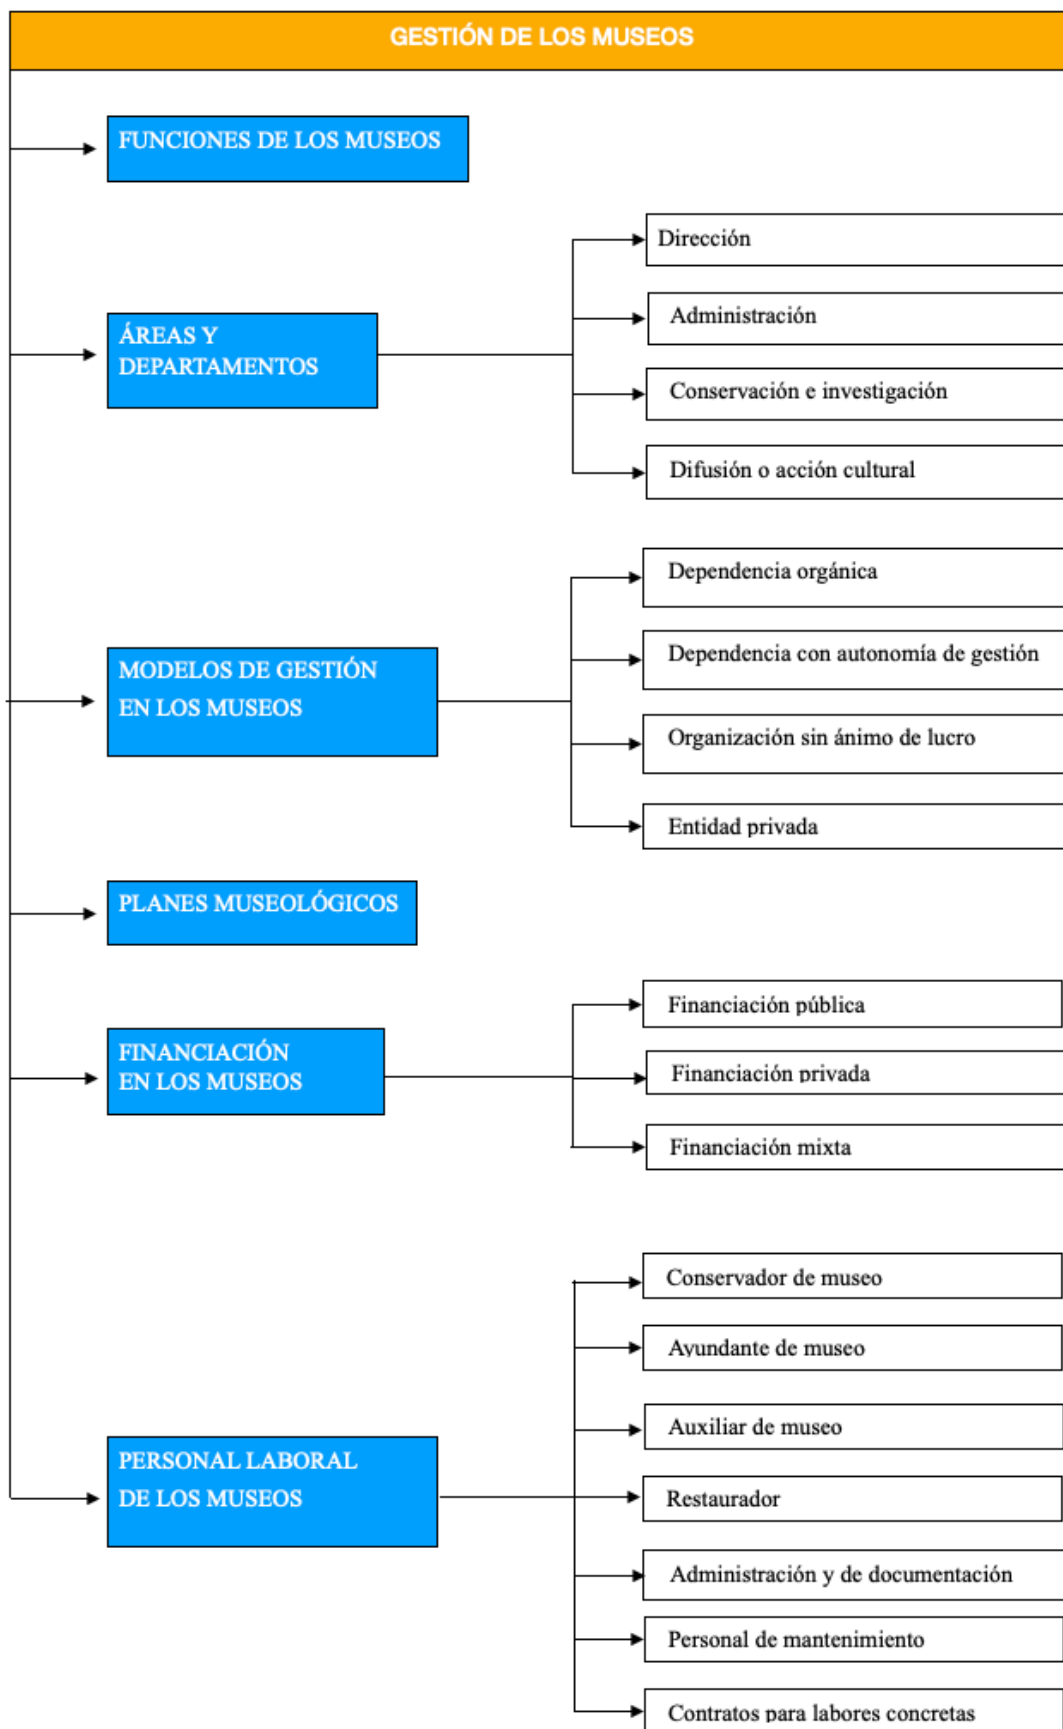 GESTIÓN DE LOS MUSEOS
FUNCIONES DE LOS MUSEOS
ÁREAS Y
DEPARTAMENTOS
Dirección
Administración
Conservación e investigación
Difusión o acción cultural
MODELOS DE GESTIÓN
EN LOS MUSEOS
Dependencia orgánica
Dependencia con autonomía de gestión
Organización sin ánimo de lucro
Entidad privada
PLANES MUSEOLÓGICOS
FINANCIACIÓN
EN LOS MUSEOS
Financiación pública
Financiación privada
Financiación mixta
PERSONAL LABORAL
DE LOS MUSEOS
Conservador de museo
Ayundante de museo
Auxiliar de museo
Restaurador
Administración y de documentación
Personal de mantenimiento
Contratos para labores concretas